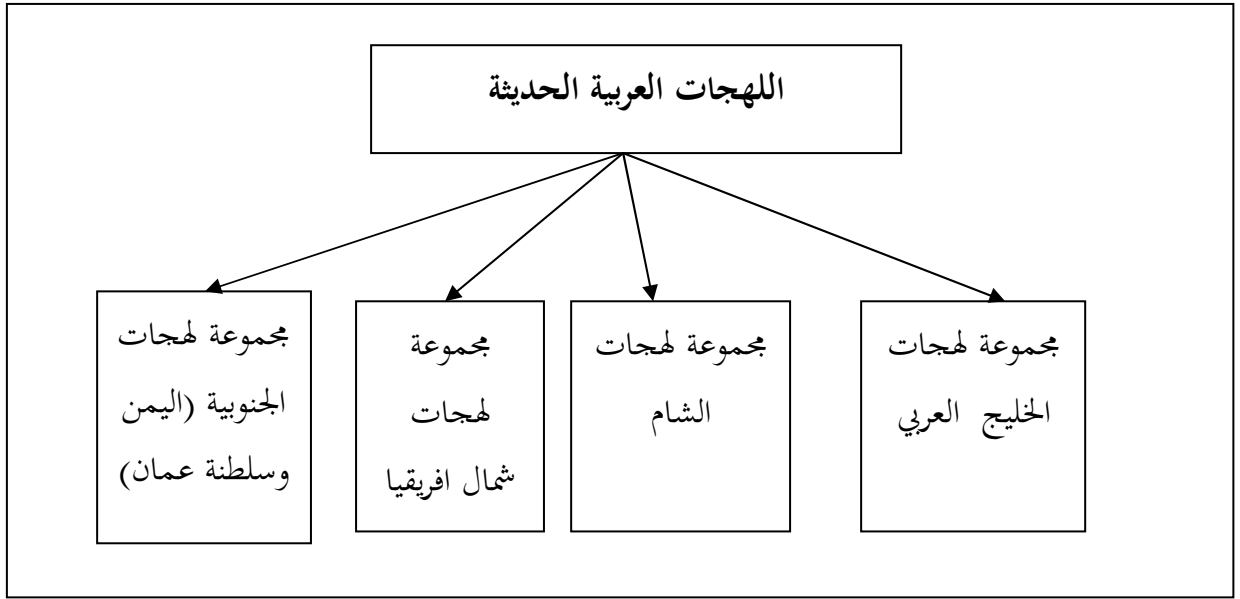 اللهجات العربية الحديثة
مجموعة لهجات
الخليج العربي
مجموعة لهجات
الشام
مجموعة
لهجات
شمال افريقيا
مجموعة لهجات
الجنوبية (اليمن
وسلطنة عمان)